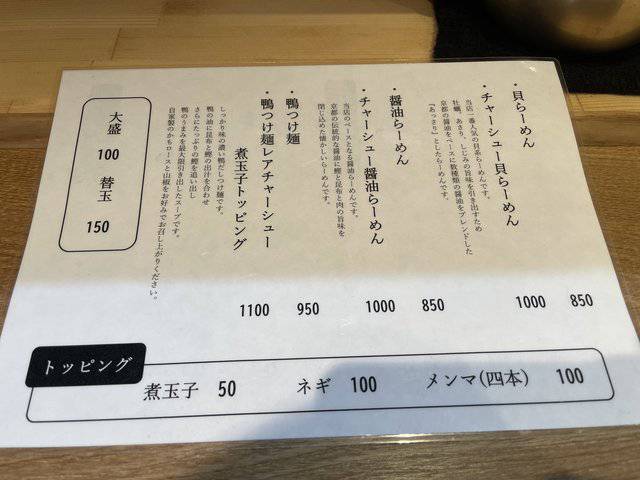 ・貝らーめん 850
・チャーシュー貝らーめん 1000
当店一番人気の貝系らーめんです。
牡蠣、あさり、しじみの旨味を引き出すため
京都の醤油をベースに数種類の醤油をブレンドした
「あっさり」としたらーめんです。
・醤油らーめん 850
・チャーシュー醤油らーめん 1000
当店のベースとなる醤油らーめんです。
京都の伝統的な醤油に鰹と昆布と肉の旨味を
閉じ込めた懐かしいらーめんです。
・鴨つけ麺 950
・鴨つけ麺レアチャーシュー
煮玉子トッピング 1100
しっかり味の濃い鴨だしつけ麺です。
鴨の油に昆布と鰹の出汁を合わせ
さらにたっぷりの鰹を追い出し
鴨のうまみを最大限引き出したスープです。
自家製のかもロースと山椒をお好みでお召し上がりください。
大盛 100
替玉 150
トッピング
煮玉子 50 ネギ 100 メンマ(四本) 100